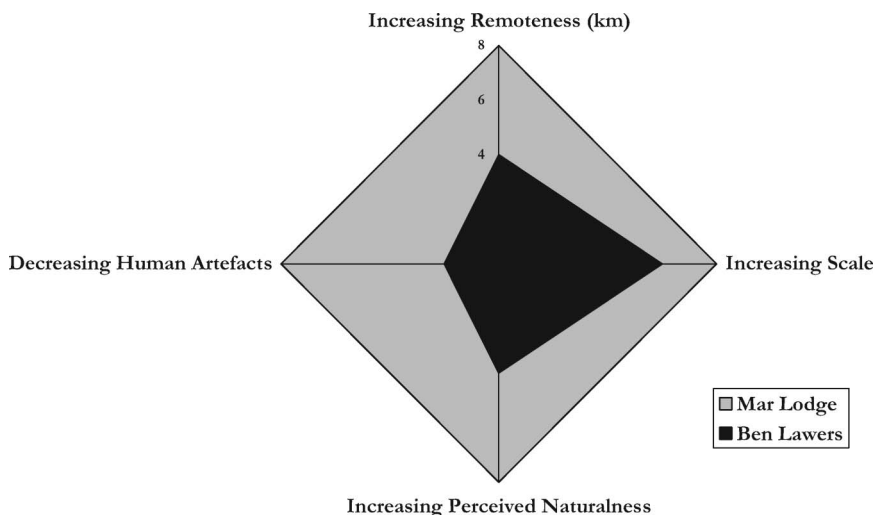 Increasing Remoteness (km)
8
6
4
Decreasing Human Artefacts
Increasing Scale
Mar Lodge
Ben Lawers
Increasing Perceived Naturalness